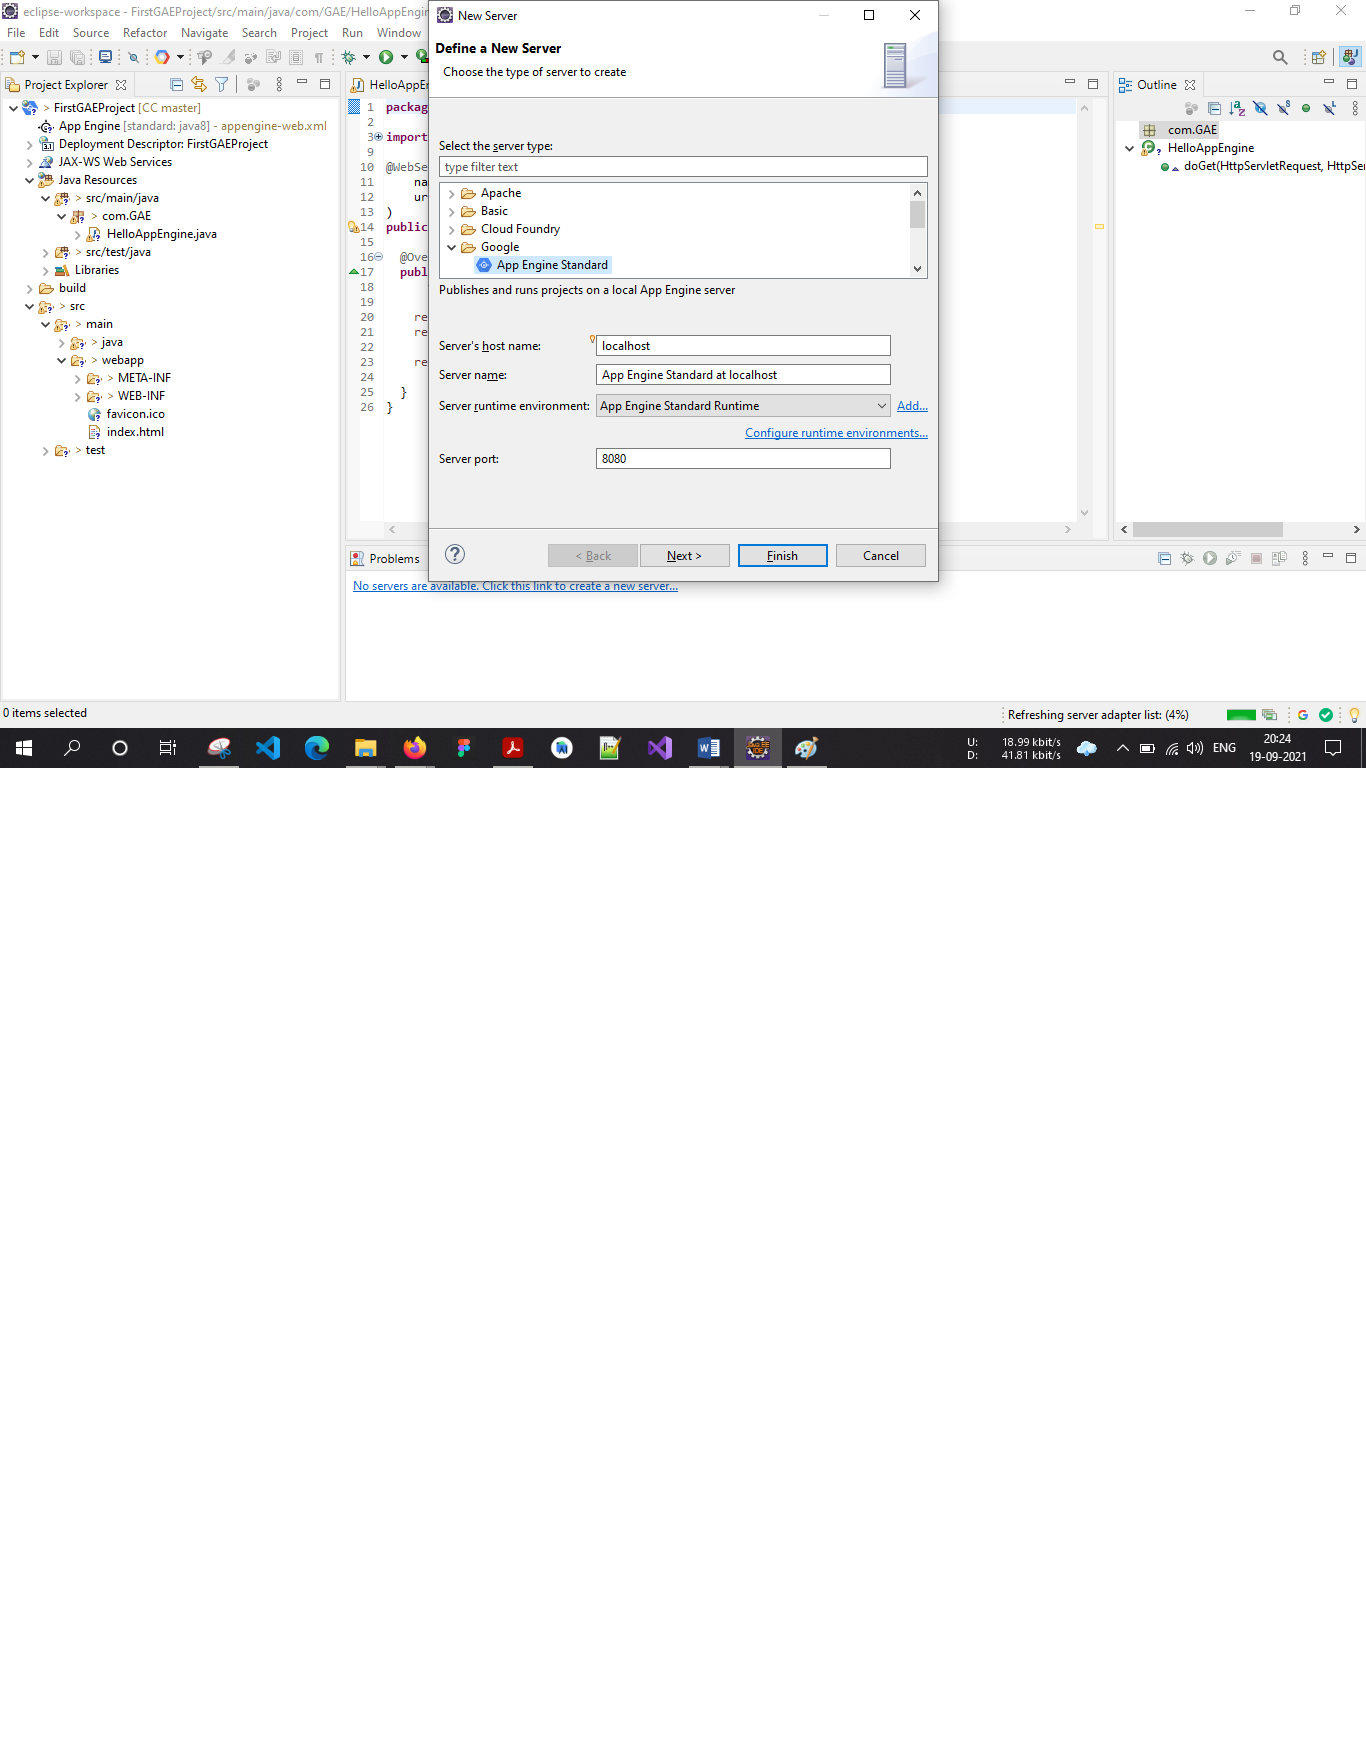 eclipse-workspace - FirstGAEProject/src/main/java/com/GAE/HelloAppEngin
File Edit Source Refactor Navigate Search Project Run Window
Project Explorer
> FirstGAEProject [CC master]
App Engine [standard: java8] - appengine-web.xml
Deployment Descriptor: FirstGAEProject
JAX-WS Web Services
Java Resources
> src/main/java
> com.GAE
HelloAppEngine.java
> src/test/java
Libraries
build
> src
> main
> java
> webapp
> META-INF
> WEB-INF
favicon.ico
index.html
> test
HelloAppEn
1 packag
2
3 import
9
10 @WebSe
11 na
12 ur
13 )
14 public
15
16 @Ove
17 publ
18
19
20 re
21 re
22
23 re
24
25 }
26 }
New Server
Define a New Server
Choose the type of server to create
Select the server type:
type filter text
Apache
Basic
Cloud Foundry
Google
App Engine Standard
Publishes and runs projects on a local App Engine server
Server's host name: localhost
Server name: App Engine Standard at localhost
Server runtime environment: App Engine Standard Runtime Add...
Configure runtime environments...
Server port: 8080
< Back Next > Finish Cancel
Outline
com.GAE
HelloAppEngine
doGet(HttpServletRequest, HttpSer
Problems
No servers are available. Click this link to create a new server...
0 items selected
Refreshing server adapter list: (4%)
U: 18.99 kbit/s
D: 41.81 kbit/s
ENG
20:24
19-09-2021